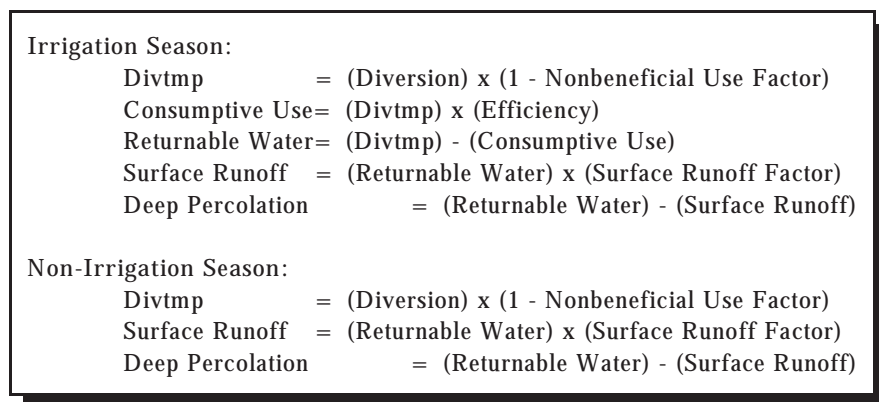 Irrigation Season:
Divtmp = (Diversion) x (1 - Nonbeneficial Use Factor)
Consumptive Use= (Divtmp) x (Efficiency)
Returnable Water= (Divtmp) - (Consumptive Use)
Surface Runoff = (Returnable Water) x (Surface Runoff Factor)
Deep Percolation = (Returnable Water) - (Surface Runoff)
Non-Irrigation Season:
Divtmp = (Diversion) x (1 - Nonbeneficial Use Factor)
Surface Runoff = (Returnable Water) x (Surface Runoff Factor)
Deep Percolation = (Returnable Water) - (Surface Runoff)